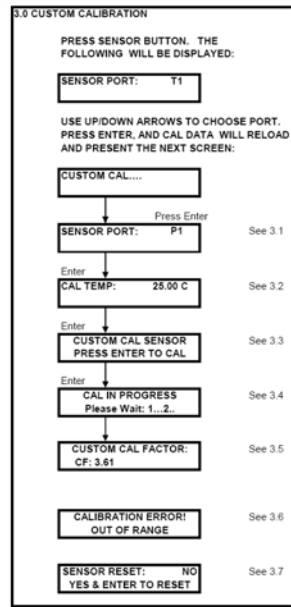 3.0 CUSTOM CALIBRATION
PRESS SENSOR BUTTON. THE
FOLLOWING WILL BE DISPLAYED:
SENSOR PORT: T1
USE UP/DOWN ARROWS TO CHOOSE PORT.
PRESS ENTER, AND CAL DATA WILL RELOAD
AND PRESENT THE NEXT SCREEN:
CUSTOM CAL....
Press Enter
SENSOR PORT: P1 See 3.1
Enter
CAL TEMP: 25.00 C See 3.2
Enter
CUSTOM CAL SENSOR See 3.3
PRESS ENTER TO CAL
Enter
CAL IN PROGRESS See 3.4
Please Wait: 1...2..
CUSTOM CAL FACTOR: See 3.5
CF: 3.61
CALIBRATION ERROR! See 3.6
OUT OF RANGE
SENSOR RESET: NO See 3.7
YES & ENTER TO RESET